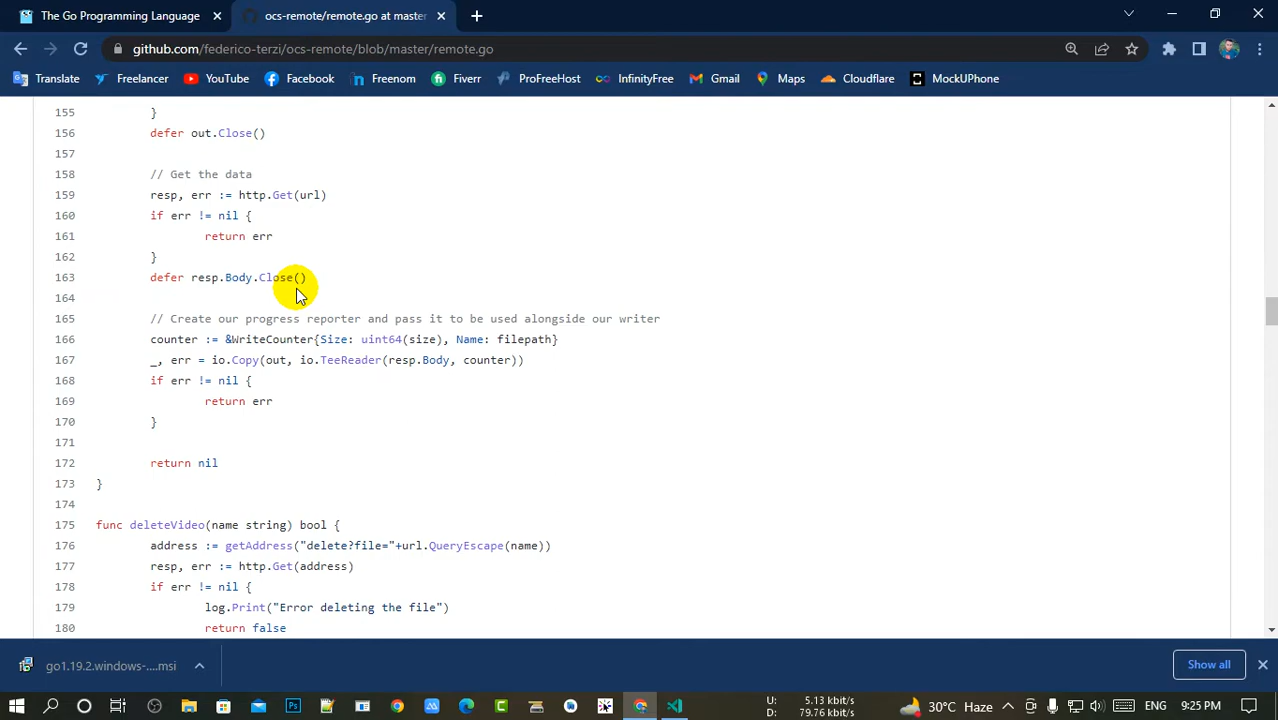 The Go Programming Language
ocs-remote/remote.go at master
github.com/federico-terzi/ocs-remote/blob/master/remote.go
Translate Freelancer YouTube Facebook Freenom Fiverr ProFreeHost InfinityFree Gmail Maps Cloudflare MockUPhone
155 }
156 defer out.Close()
157
158 // Get the data
159 resp, err := http.Get(url)
160 if err != nil {
161 return err
162 }
163 defer resp.Body.Close()
164
165 // Create our progress reporter and pass it to be used alongside our writer
166 counter := &WriteCounter{Size: uint64(size), Name: filepath}
167 _, err = io.Copy(out, io.TeeReader(resp.Body, counter))
168 if err != nil {
169 return err
170 }
171
172 return nil
173 }
174
175 func deleteVideo(name string) bool {
176 address := getAddress("delete?file="+url.QueryEscape(name))
177 resp, err := http.Get(address)
178 if err != nil {
179 log.Print("Error deleting the file")
180 return false
go1.19.2.windows-....msi Show all
U: 5.13 kbit/s
D: 79.76 kbit/s
30°C Haze ENG 9:25 PM